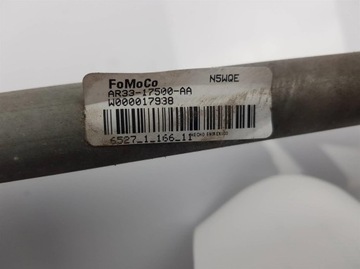 FoMoCo N5WQE
AR33-17500-AA
W000017938
6527_1_166_11